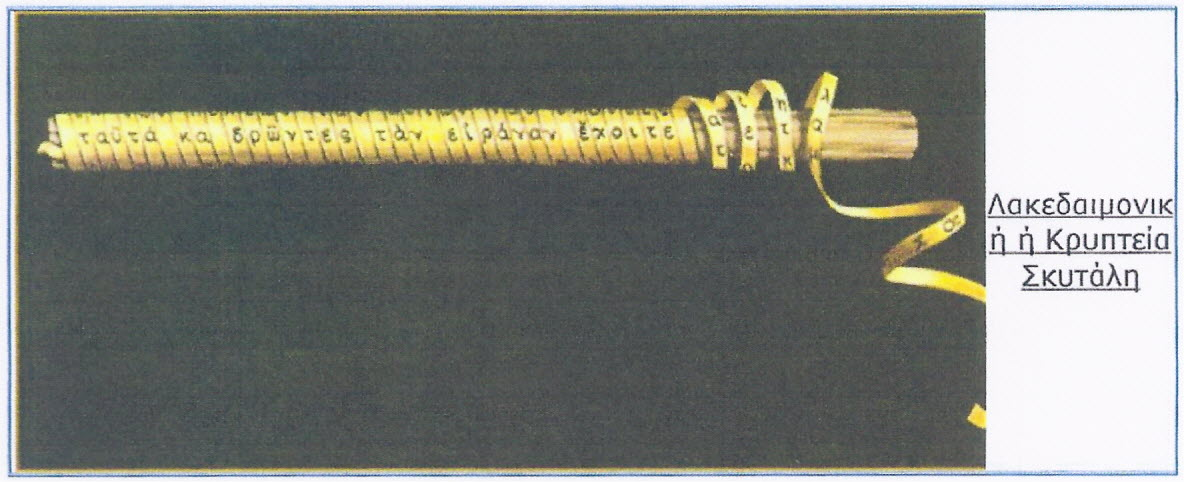 ταῦτά κα δρῶντες τὰν εἰράναν ἔχοιτε
Λακεδαιμονικ
ή ή Κρυπτεία
Σκυτάλη